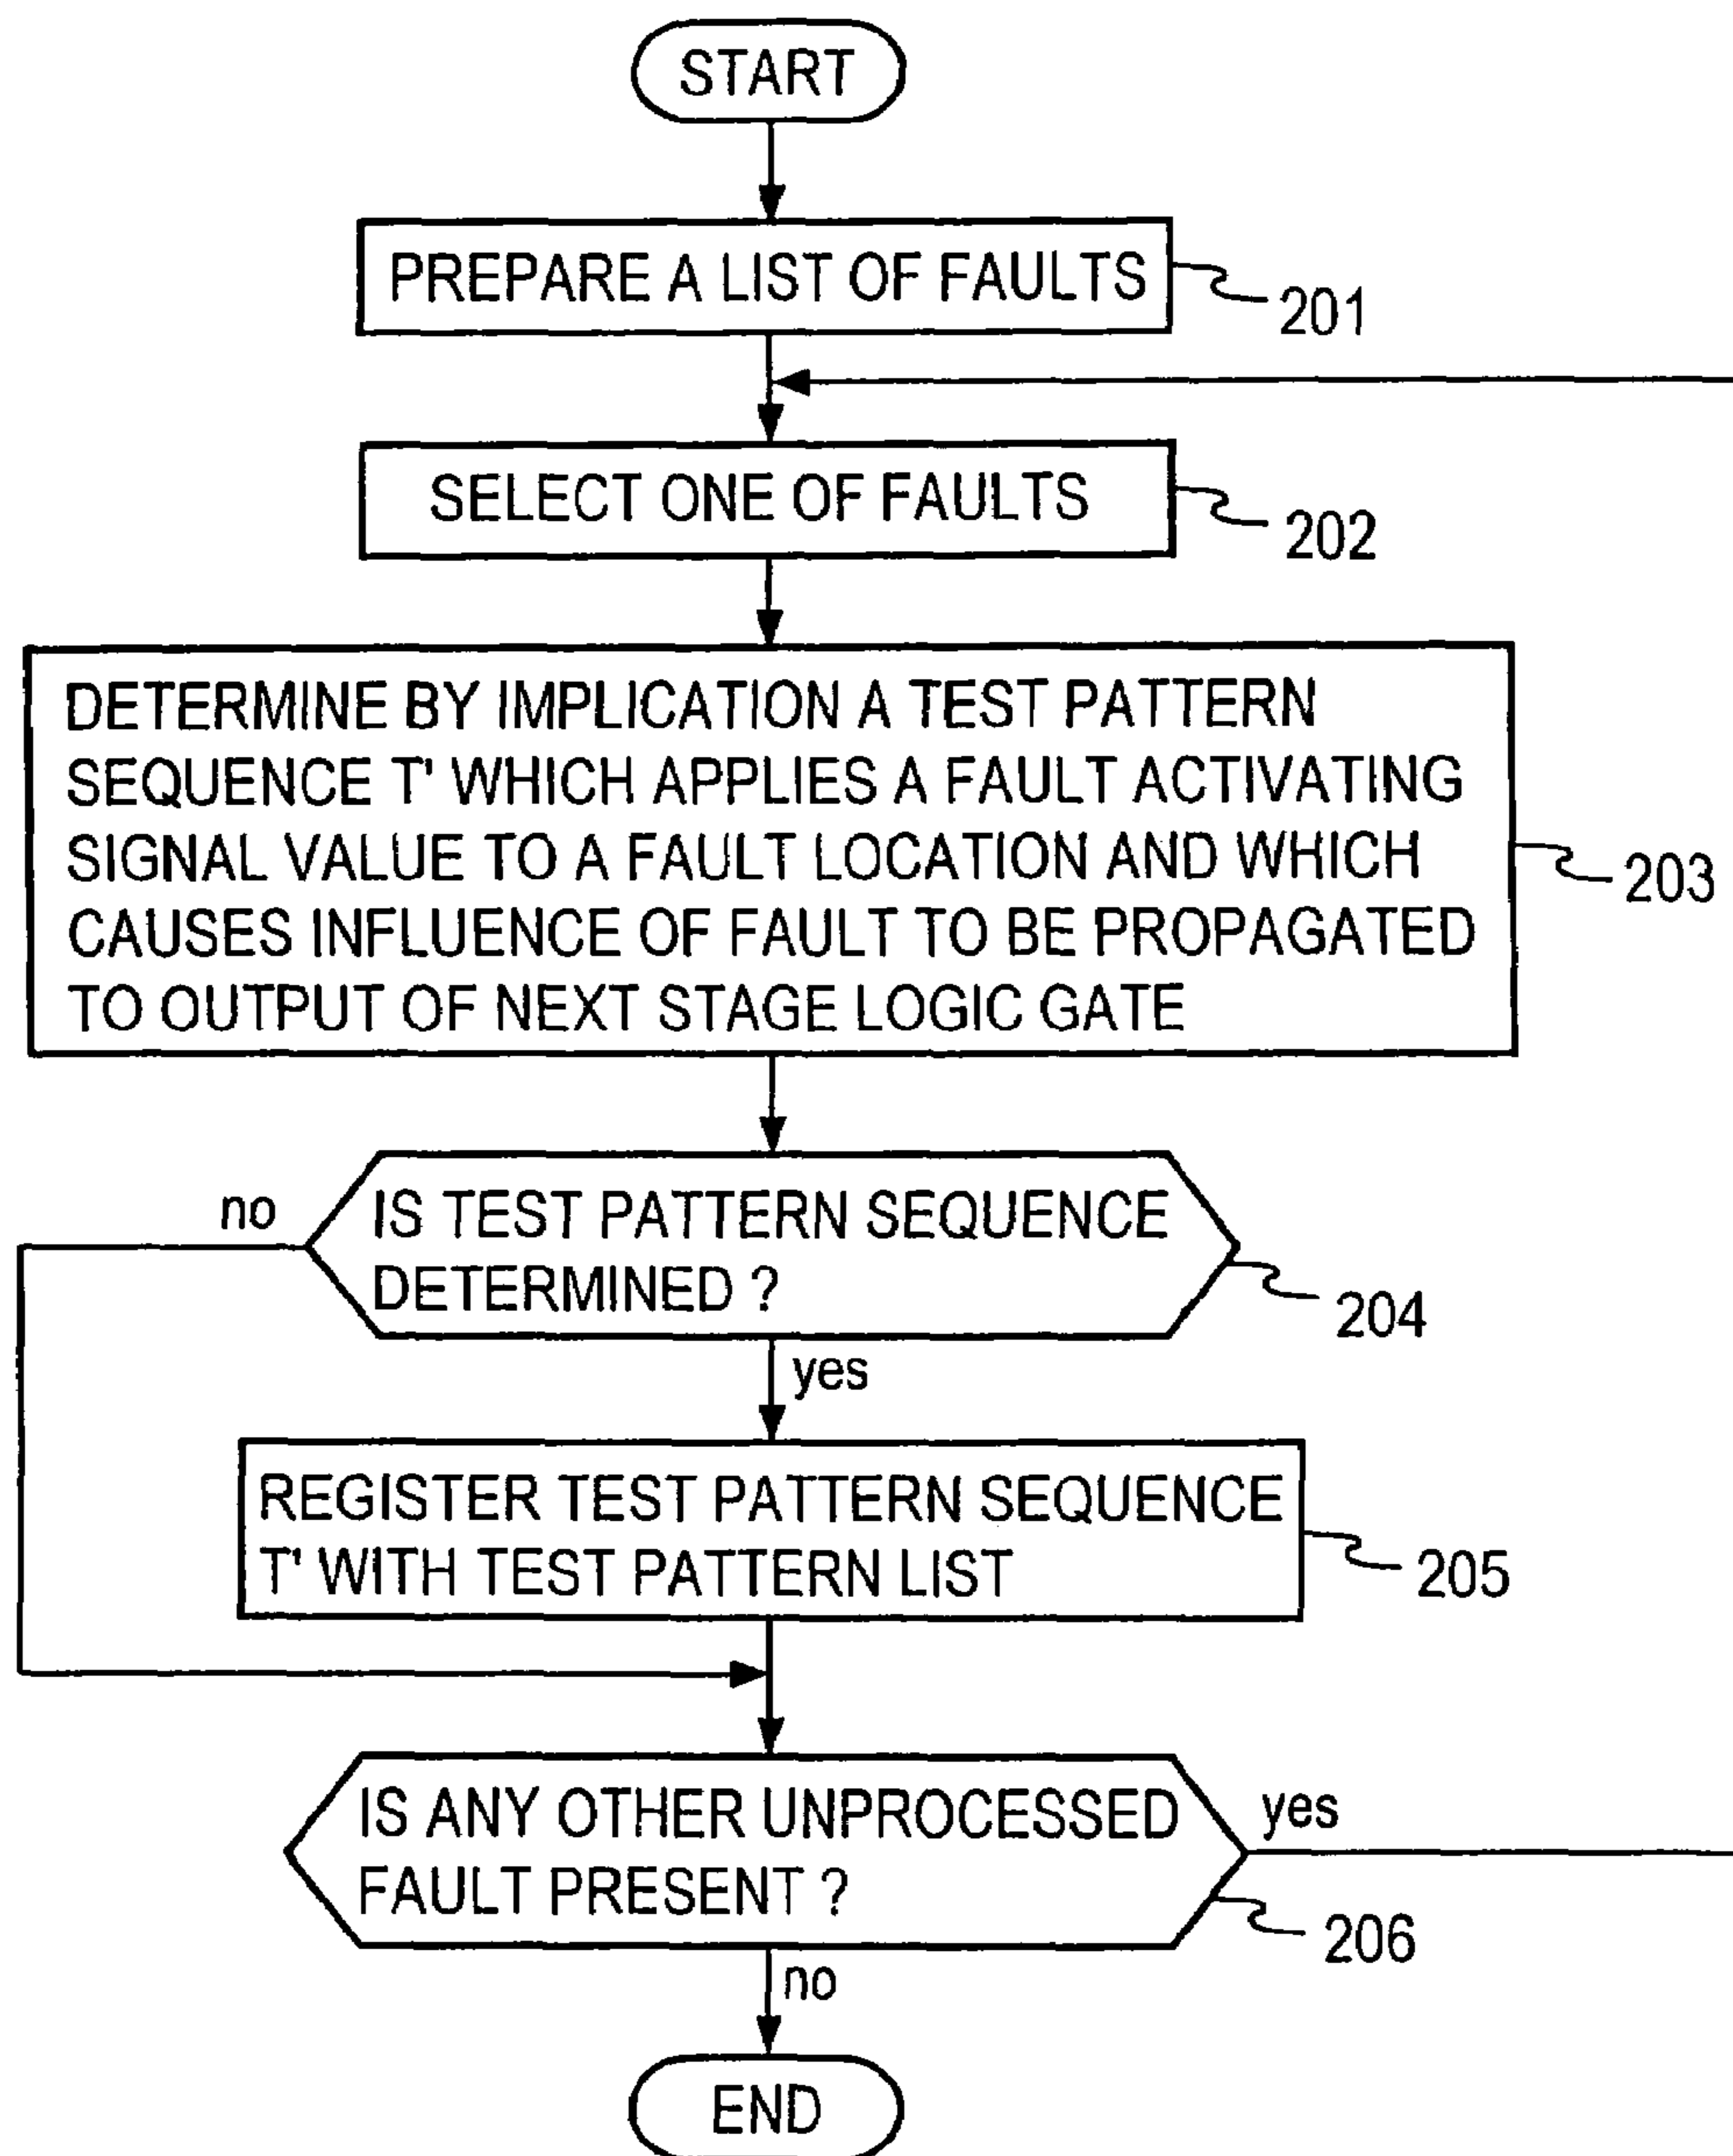 START
PREPARE A LIST OF FAULTS
201
SELECT ONE OF FAULTS
202
DETERMINE BY IMPLICATION A TEST PATTERN
SEQUENCE T' WHICH APPLIES A FAULT ACTIVATING
SIGNAL VALUE TO A FAULT LOCATION AND WHICH
CAUSES INFLUENCE OF FAULT TO BE PROPAGATED
TO OUTPUT OF NEXT STAGE LOGIC GATE
203
no
IS TEST PATTERN SEQUENCE
DETERMINED ?
204
yes
REGISTER TEST PATTERN SEQUENCE
T' WITH TEST PATTERN LIST
205
IS ANY OTHER UNPROCESSED
FAULT PRESENT ?
yes
206
no
END